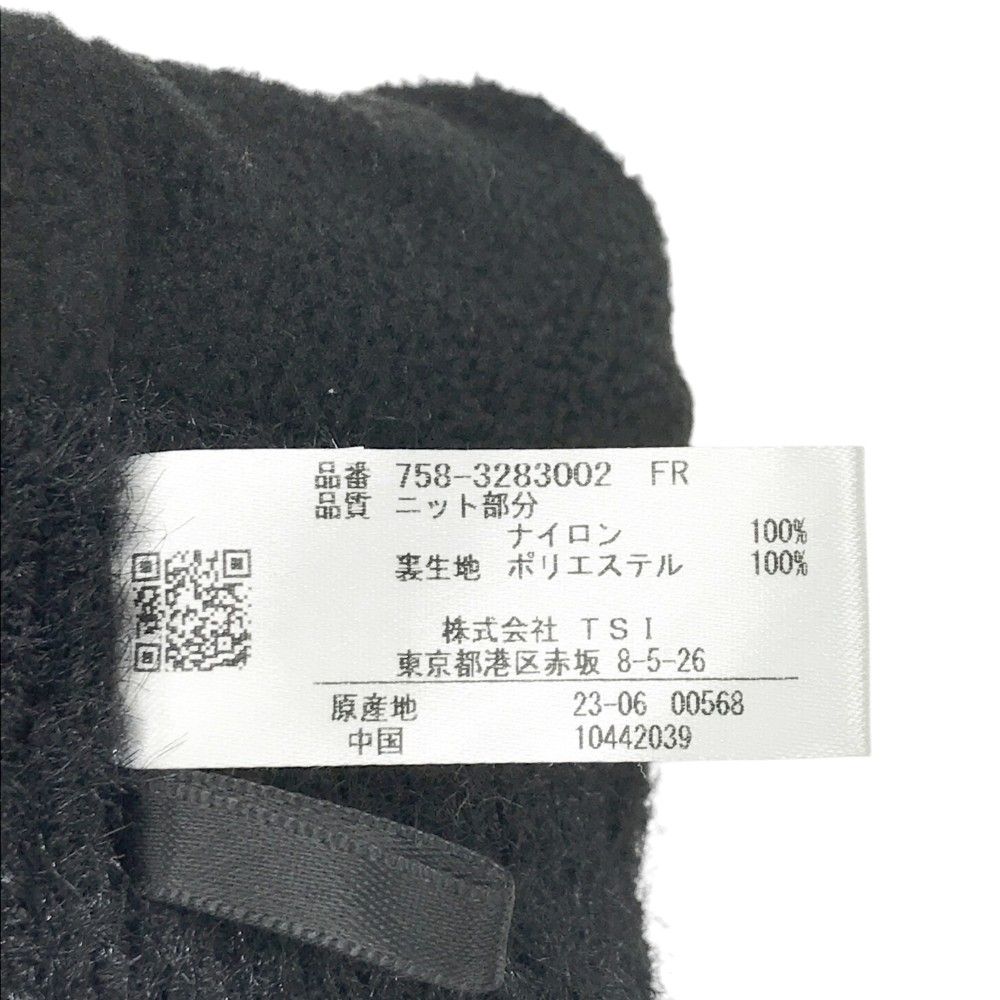 品番 758-3283002 FR
品質 ニット部分
ナイロン 100%
裏生地 ポリエステル 100%
株式会社 TSI
東京都港区赤坂 8-5-26
原産地 23-06 00568
中国 10442039